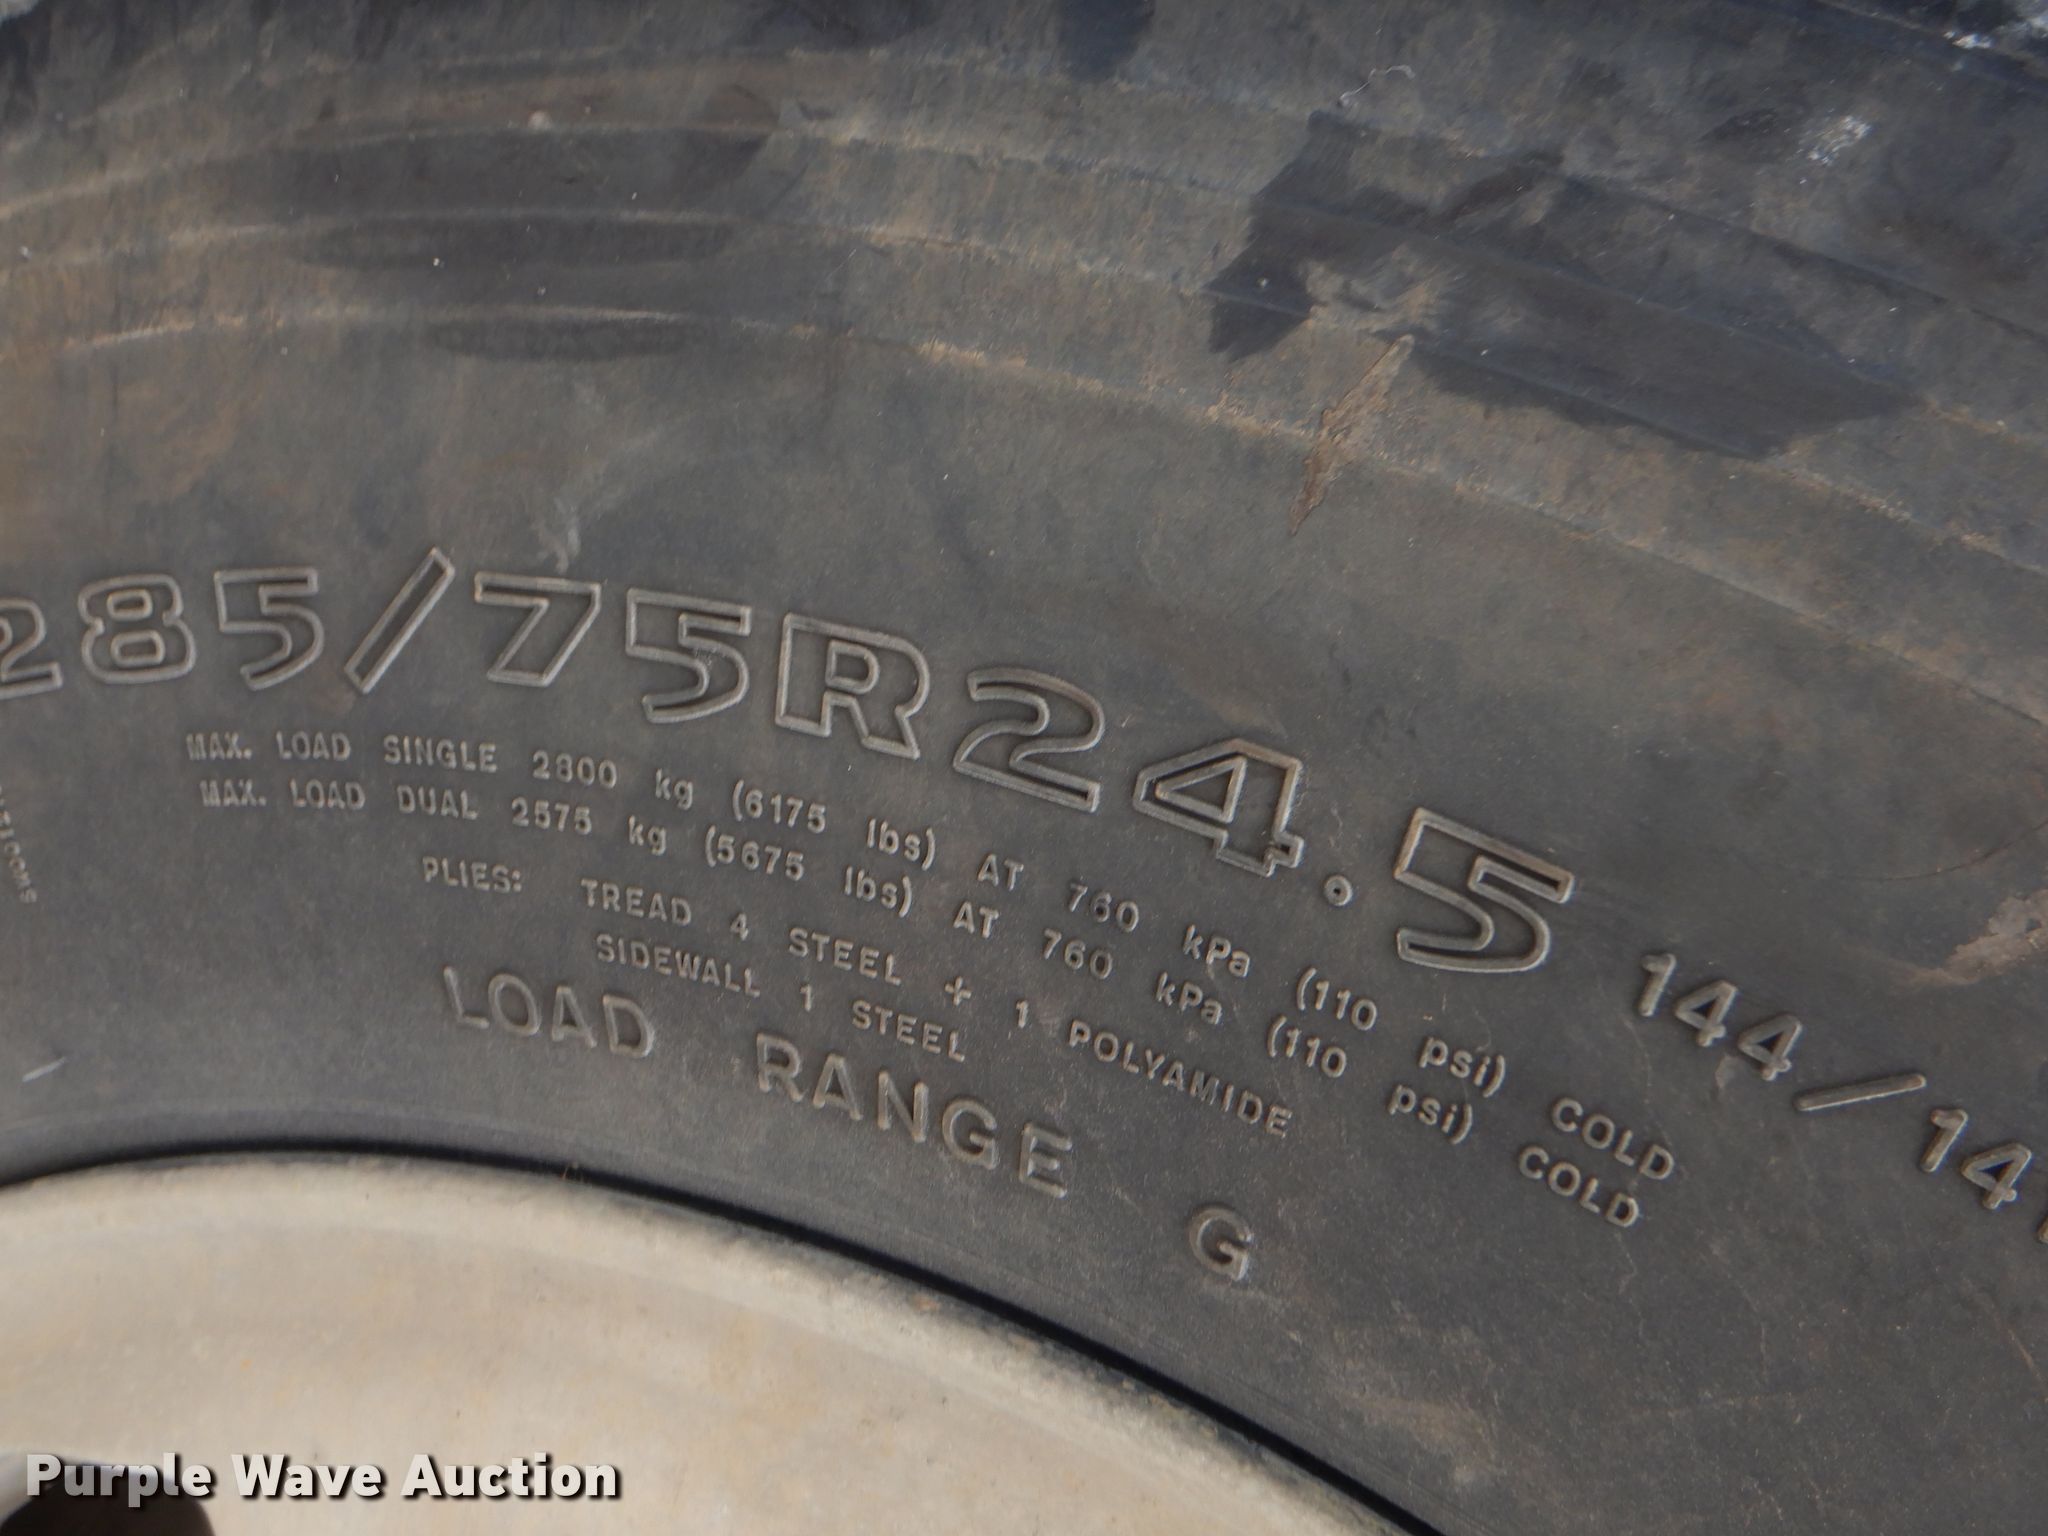 285/75R24.5 144/141
MAX. LOAD SINGLE 2800 kg (6175 lbs) AT 760 kPa (110 psi) COLD
MAX. LOAD DUAL 2575 kg (5675 lbs) AT 760 kPa (110 psi) COLD
PLIES: TREAD 4 STEEL + 1 POLYAMIDE
SIDEWALL 1 STEEL
LOAD RANGE G
Purple Wave Auction